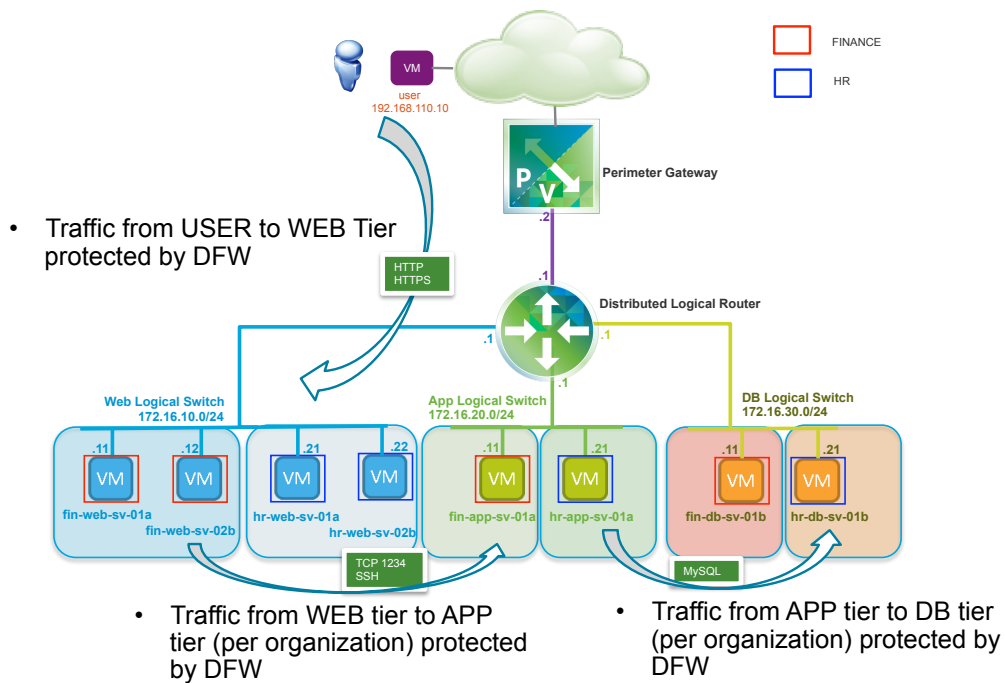 FINANCE
HR
VM
user
192.168.110.10
P
V
Perimeter Gateway
.2
• Traffic from USER to WEB Tier
protected by DFW
HTTP
HTTPS
.1
Distributed Logical Router
.1
.1
.1
Web Logical Switch
172.16.10.0/24
App Logical Switch
172.16.20.0/24
DB Logical Switch
172.16.30.0/24
.11
.12
.21
.22
.11
.21
.11
.21
VM
VM
VM
VM
VM
VM
VM
VM
fin-web-sv-01a
fin-web-sv-02b
hr-web-sv-01a
hr-web-sv-02b
fin-app-sv-01a
hr-app-sv-01a
fin-db-sv-01b
hr-db-sv-01b
TCP 1234
SSH
MySQL
• Traffic from WEB tier to APP
tier (per organization) protected
by DFW
• Traffic from APP tier to DB tier
(per organization) protected by
DFW